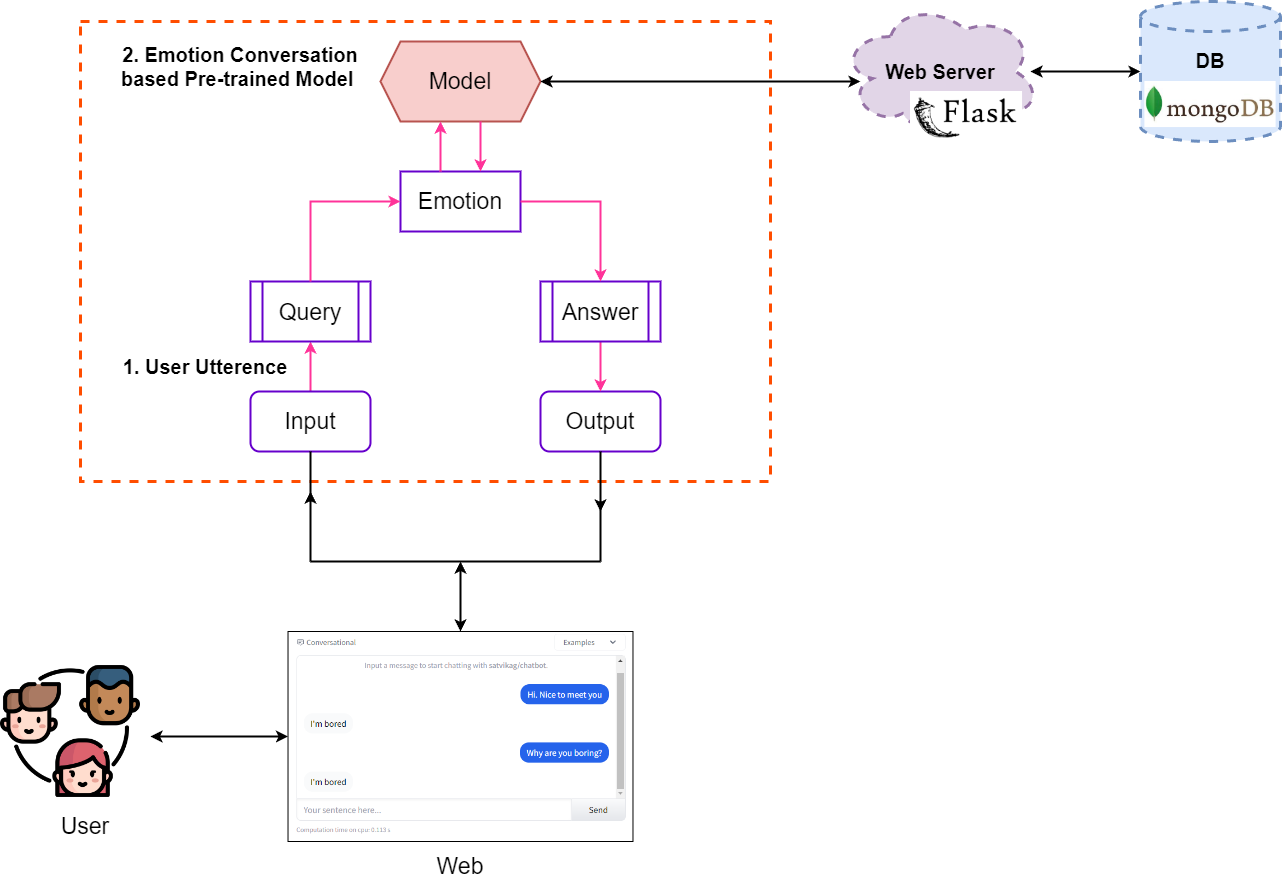 2. Emotion Conversation
based Pre-trained Model
Model
Web Server
Flask
DB
mongoDB
Emotion
Query
Answer
1. User Utterence
Input
Output
Conversational
Examples
Input a message to start chatting with satvikag/chatbot.
Hi. Nice to meet you
I'm bored
Why are you boring?
I'm bored
Your sentence here...
Send
Computation time on cpu: 0.113 s
User
Web